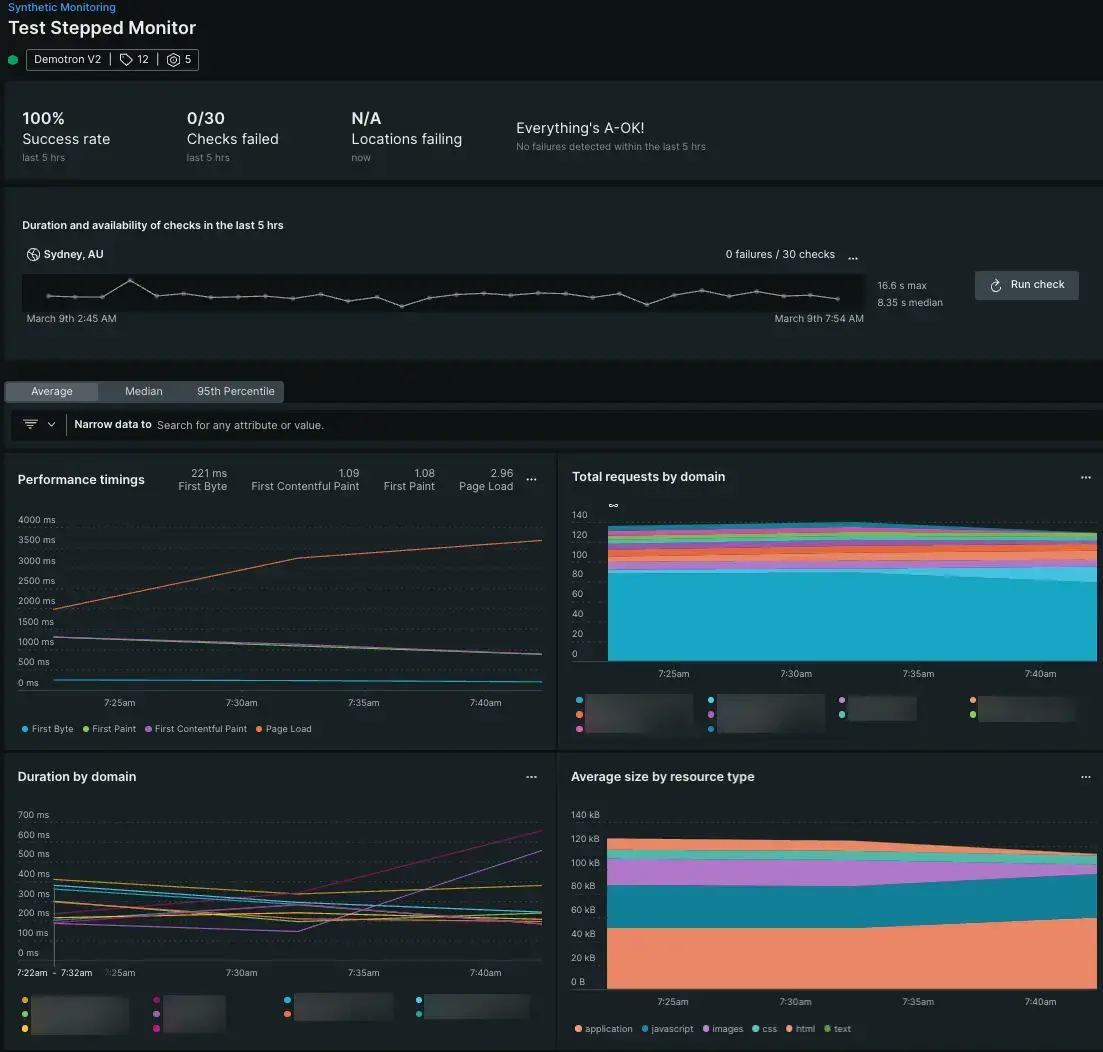 Synthetic Monitoring
Test Stepped Monitor
Demotron V2 | 12 | 5
100%
Success rate
last 5 hrs
0/30
Checks failed
last 5 hrs
N/A
Locations failing
now
Everything's A-OK!
No failures detected within the last 5 hrs
Duration and availability of checks in the last 5 hrs
Sydney, AU
0 failures / 30 checks ...
16.6 s max
8.35 s median
Run check
March 9th 2:45 AM
March 9th 7:54 AM
Average
Median
95th Percentile
Narrow data to Search for any attribute or value.
Performance timings
221 ms
First Byte
1.09
First Contentful Paint
1.08
First Paint
2.96
Page Load
...
4000 ms
3500 ms
3000 ms
2500 ms
2000 ms
1500 ms
1000 ms
500 ms
0 ms
7:25am
7:30am
7:35am
7:40am
First Byte
First Paint
First Contentful Paint
Page Load
Total requests by domain
...
140
120
100
80
60
40
20
0
7:25am
7:30am
7:35am
7:40am
Duration by domain
...
700 ms
600 ms
500 ms
400 ms
300 ms
200 ms
100 ms
0 ms
7:22am - 7:32am
7:25am
7:30am
7:35am
7:40am
Average size by resource type
...
140 kB
120 kB
100 kB
80 kB
60 kB
40 kB
20 kB
0 B
7:25am
7:30am
7:35am
7:40am
application
javascript
images
css
html
text